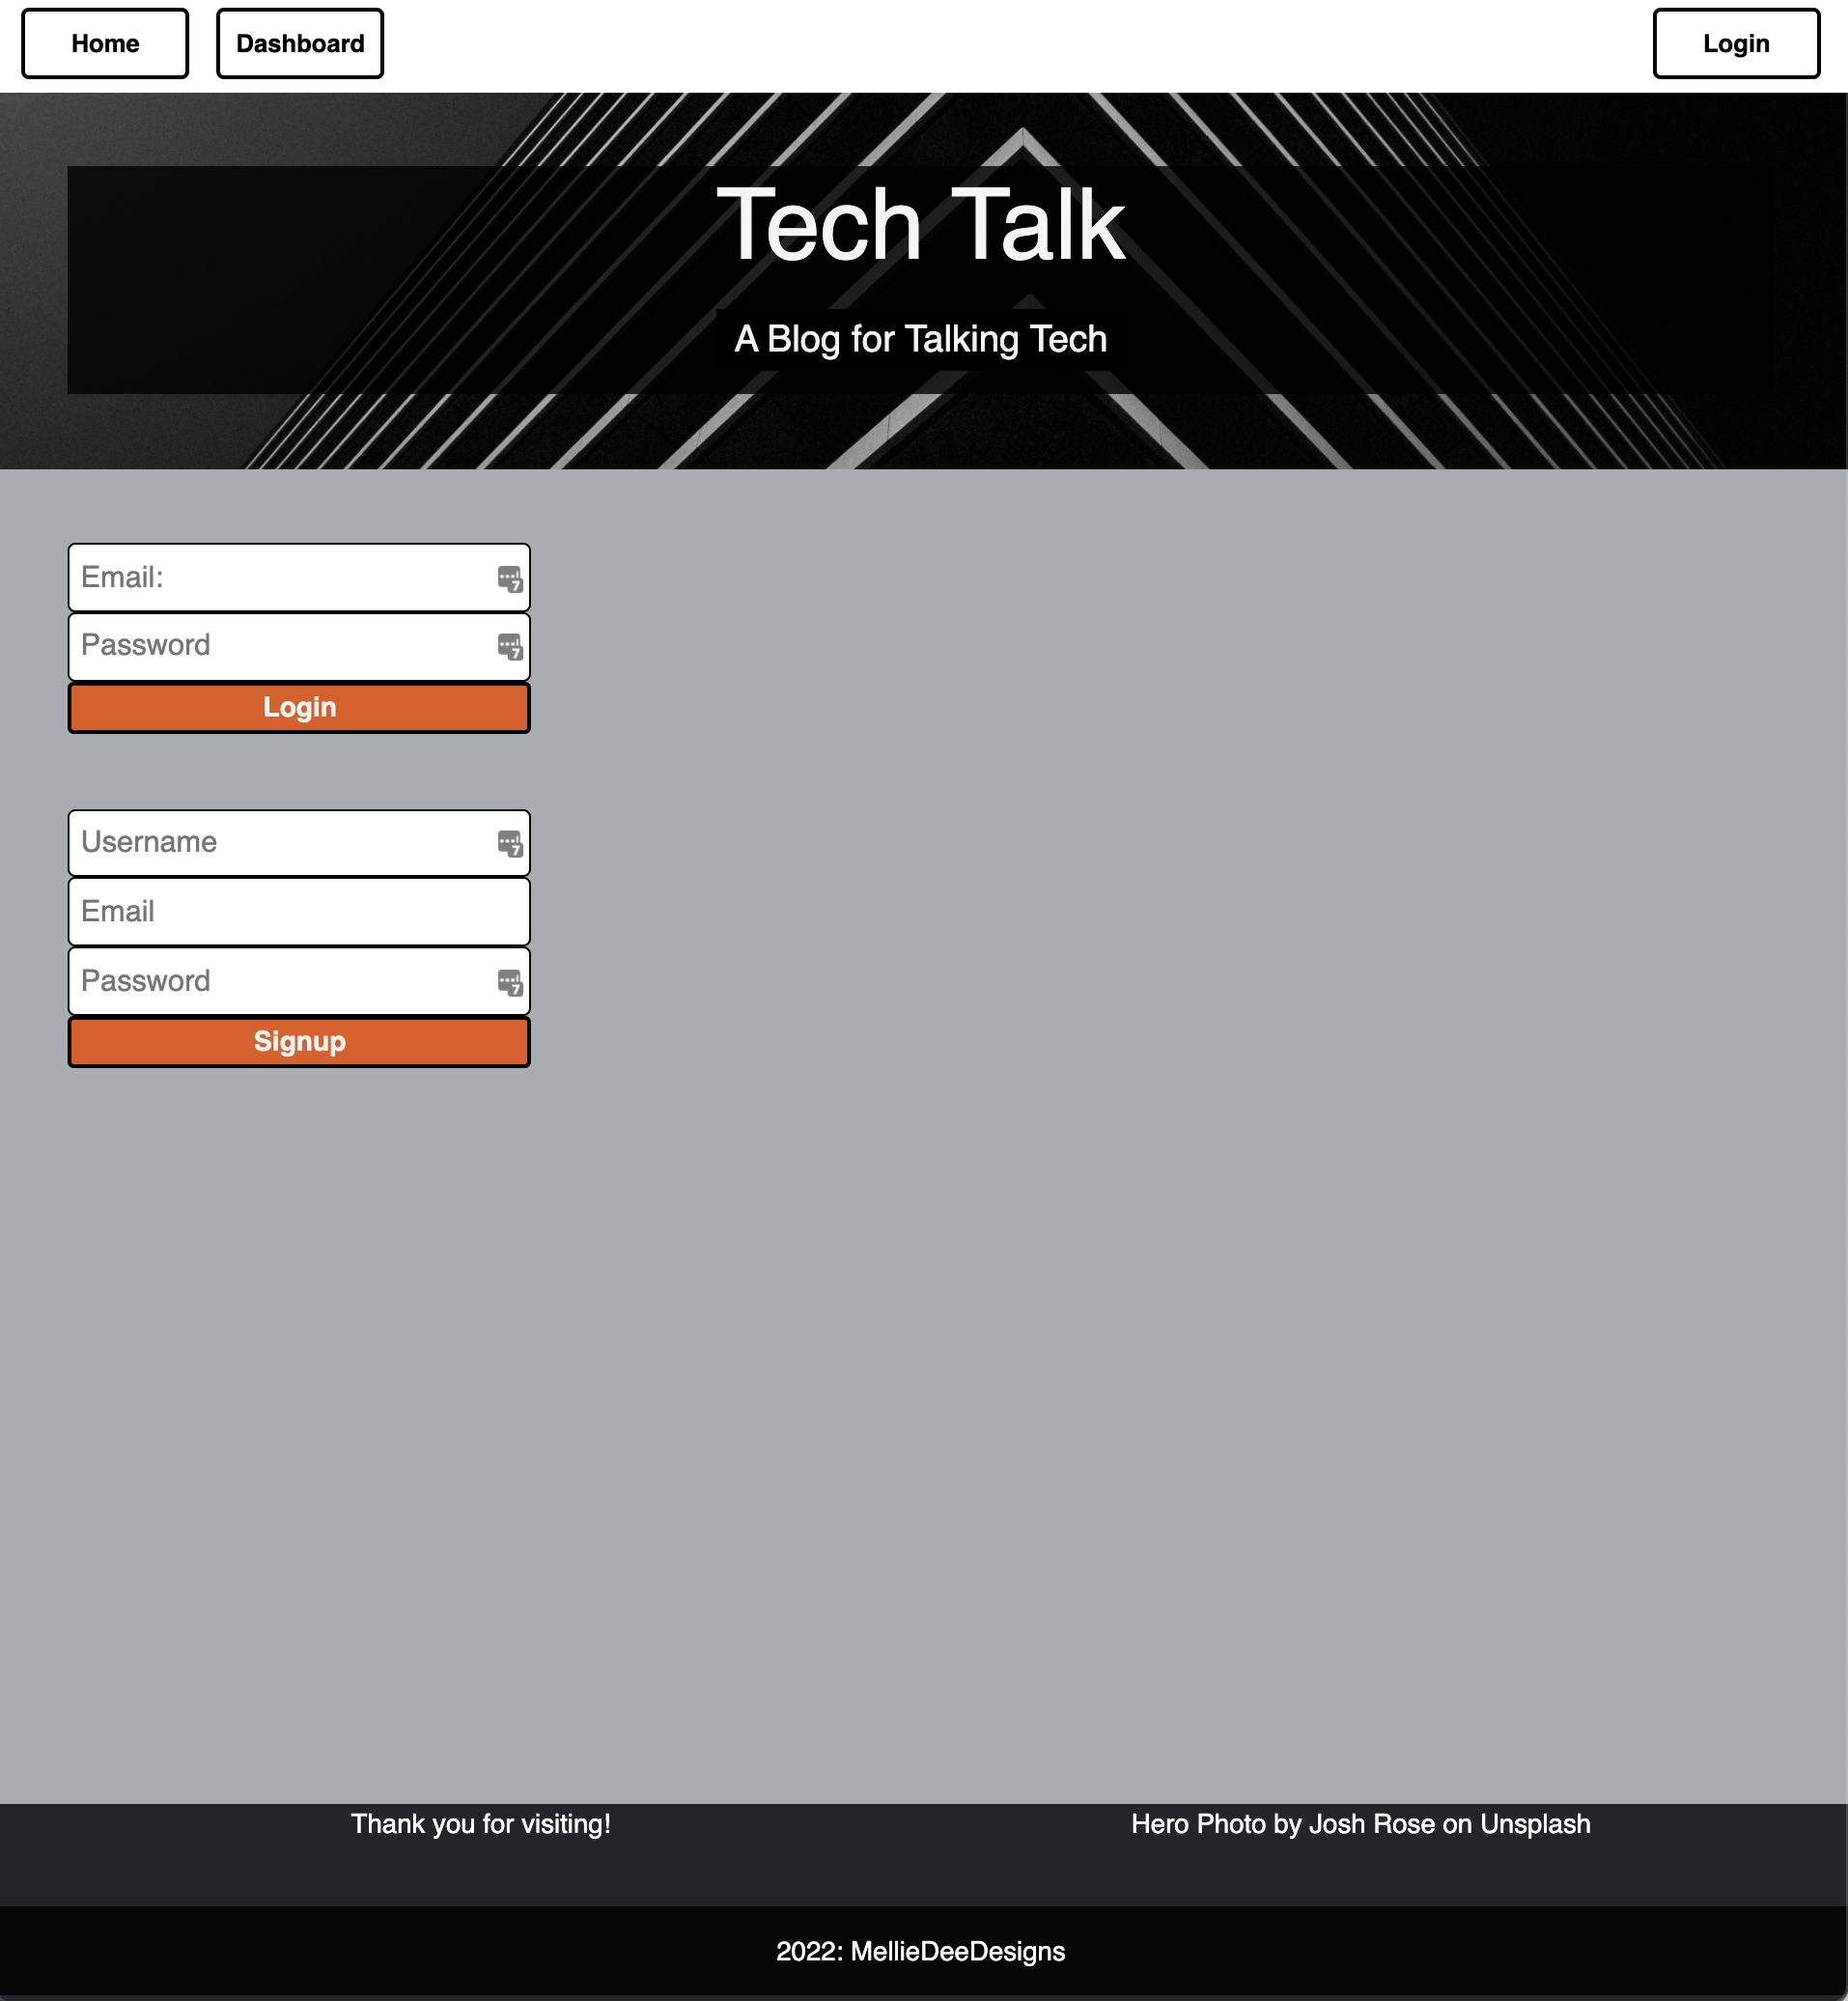 Home Dashboard Login
Tech Talk
A Blog for Talking Tech
Email:
Password
Login
Username
Email
Password
Signup
Thank you for visiting! Hero Photo by Josh Rose on Unsplash
2022: MellieDeeDesigns